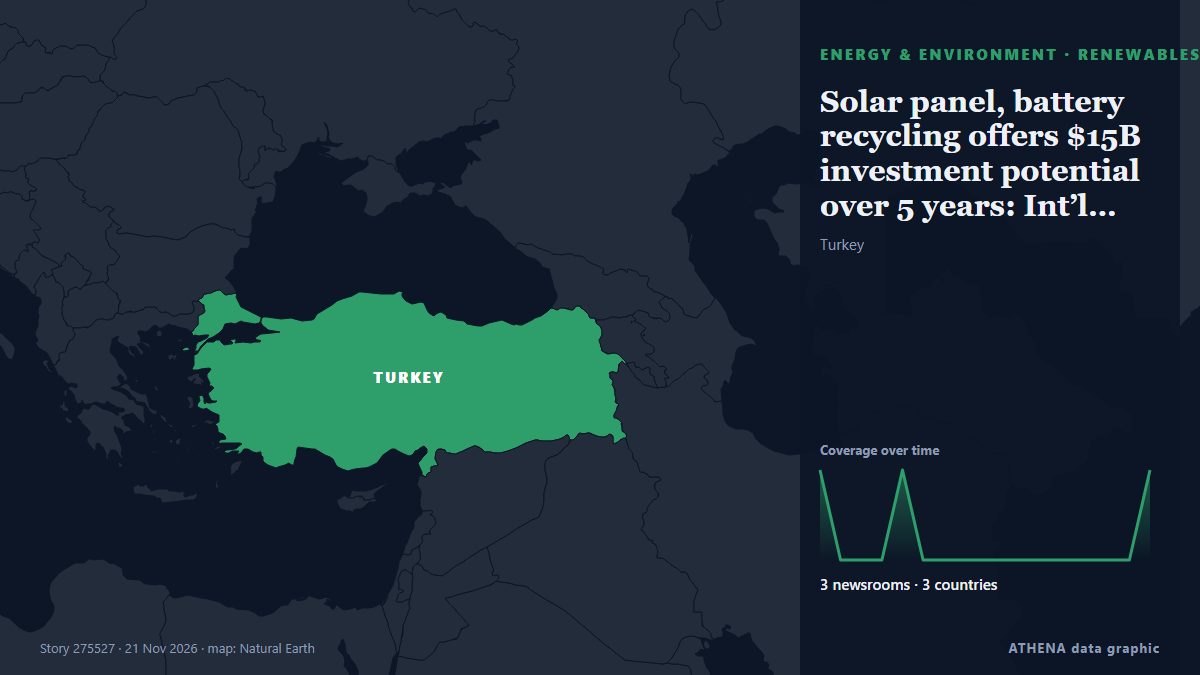 ENERGY & ENVIRONMENT · RENEWABLES
Solar panel, battery
recycling offers $15B
investment potential
over 5 years: Int’l...
Turkey
TURKEY
Coverage over time
3 newsrooms · 3 countries
Story 275527 · 21 Nov 2026 · map: Natural Earth
ATHENA data graphic